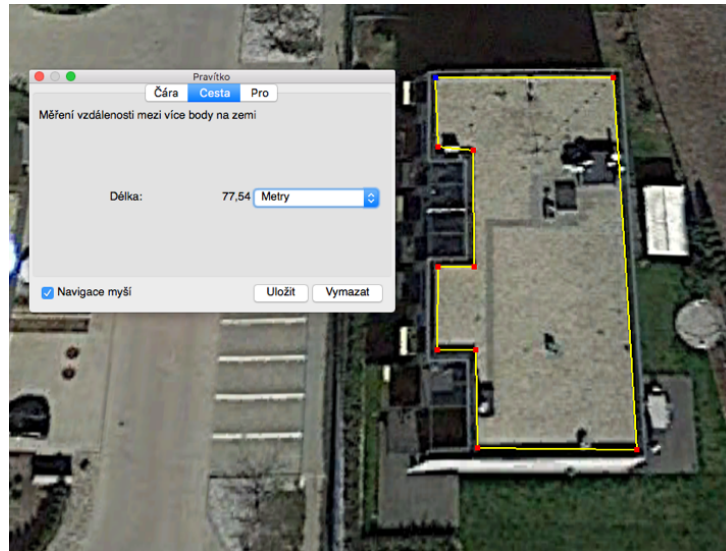 Pravítko
Čára Cesta Pro
Měření vzdálenosti mezi více body na zemi
Délka: 77,54 Metry
Navigace myší Uložit Vymazat